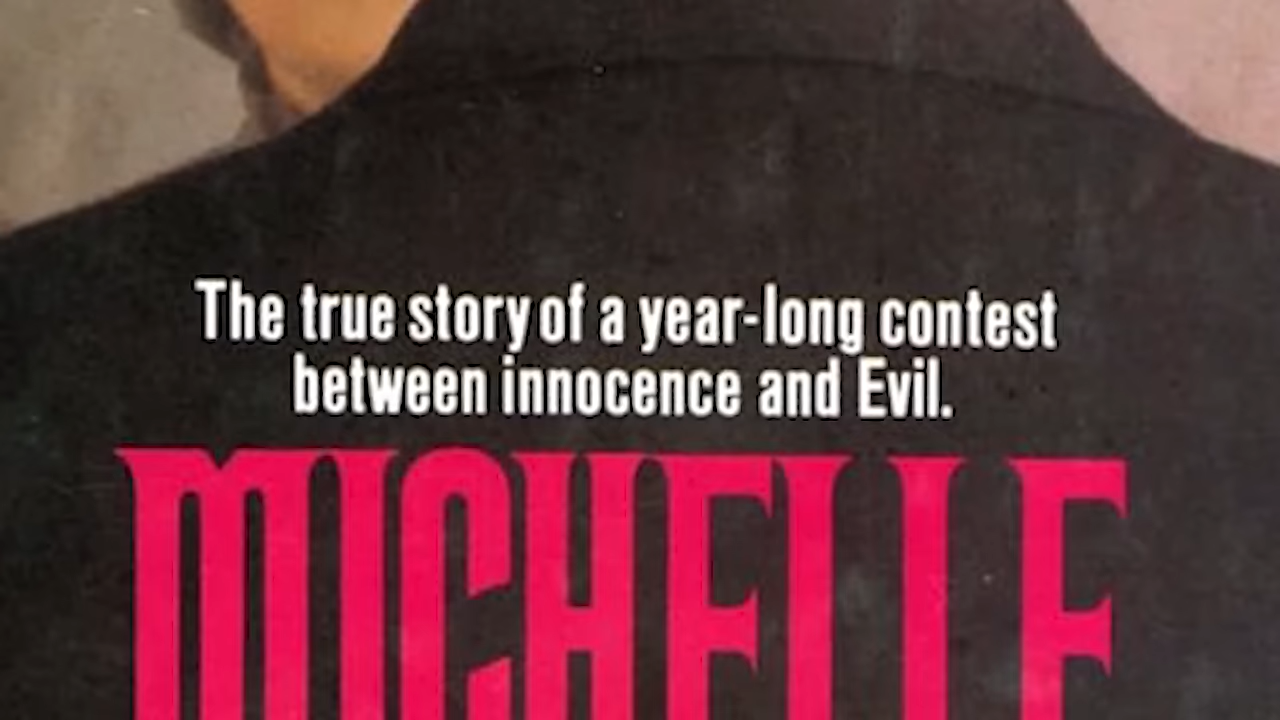 The true story of a year-long contest
between innocence and Evil.
MICHELLE